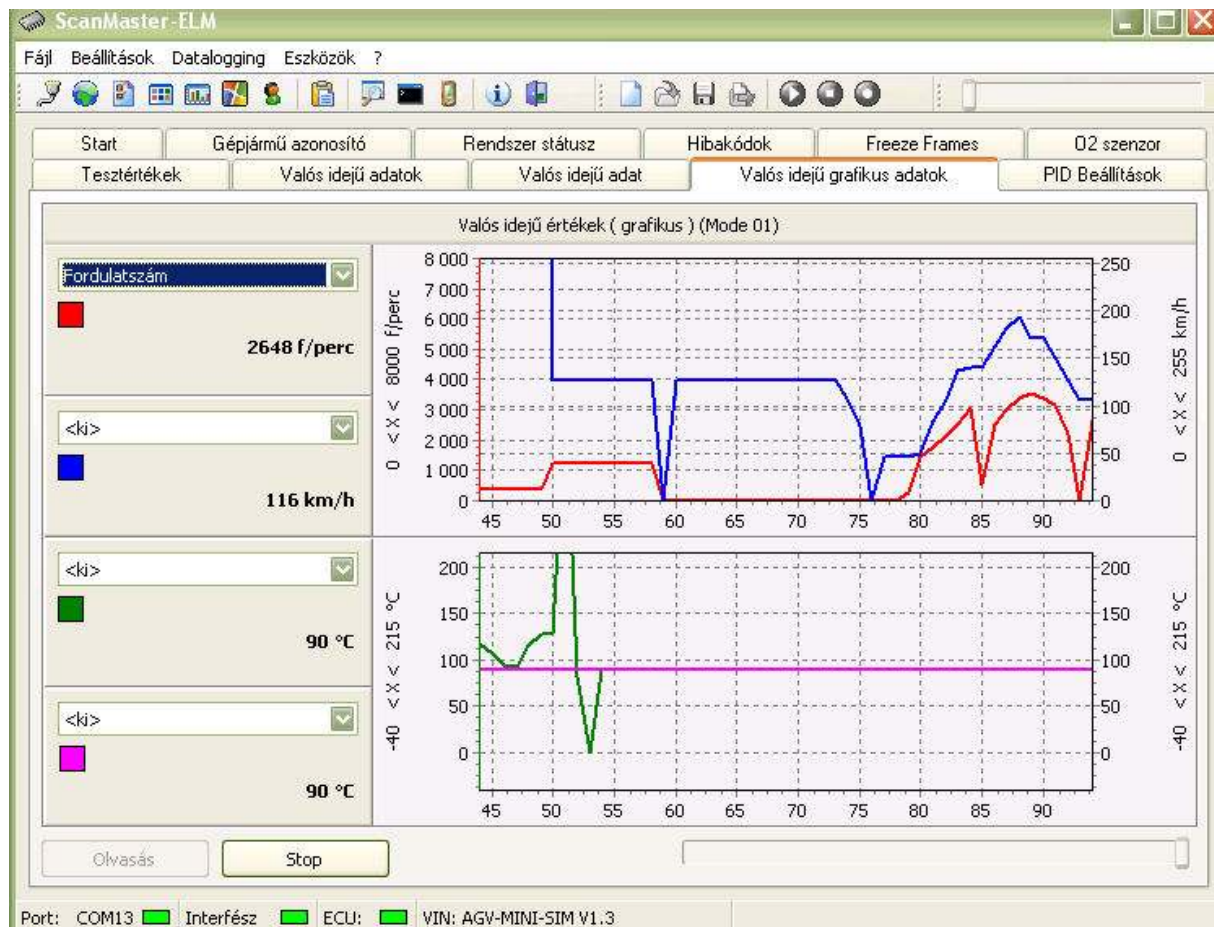 ScanMaster-ELM
Fájl Beállítások Datalogging Eszközök ?
Start Gépjármű azonosító Rendszer státusz Hibakódok Freeze Frames O2 szenzor
Tesztértékek Valós idejű adatok Valós idejű adat Valós idejű grafikus adatok PID Beállítások
Valós idejű értékek ( grafikus ) (Mode 01)
Fordulatszám
2648 f/perc
<ki>
116 km/h
0 < X < 8000 f/perc
8 000
7 000
6 000
5 000
4 000
3 000
2 000
1 000
0
45 50 55 60 65 70 75 80 85 90
250
200
150
100
50
0
0 < X < 255 km/h
<ki>
90 °C
<ki>
90 °C
-40 < X < 215 °C
200
150
100
50
0
45 50 55 60 65 70 75 80 85 90
200
150
100
50
0
-40 < X < 215 °C
Olvasás Stop
Port: COM13 Interfész ECU: VIN: AGV-MINI-SIM V1.3